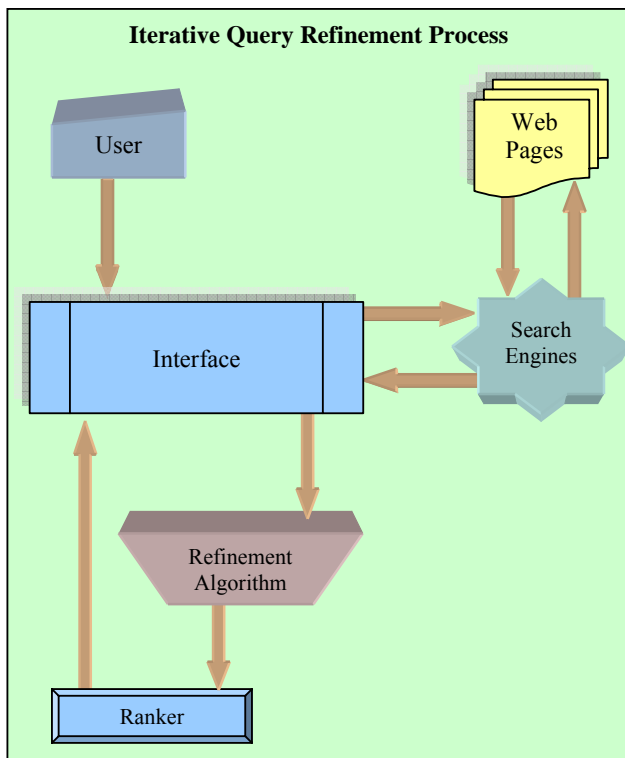 Iterative Query Refinement Process
User
Web
Pages
Interface
Search
Engines
Refinement
Algorithm
Ranker